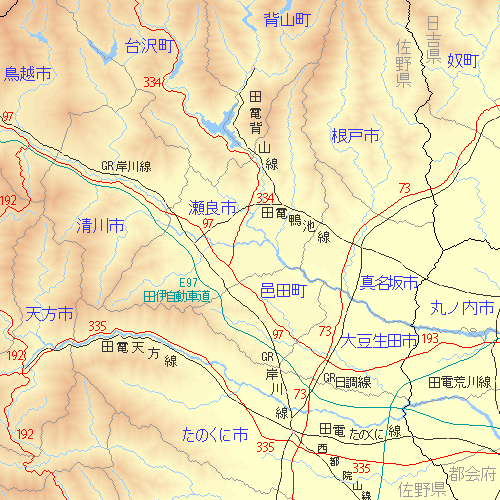 背山町
台沢町
日吉県
佐野県
奴町
鳥越市
334
田電背山線
97
根戸市
GR岸川線
73
192
334
瀬良市
田電鴨池線
清川市
97
E97
田伊自動車道
邑田町
真名坂市
天方市
丸ノ内市
335
97
73
大豆生田市
193
192
田電天方線
GR岸川線
GR日調線
田電荒川線
73
192
たのくに市
田電たのくに線
335
西都院山線
335
都会府
佐野県